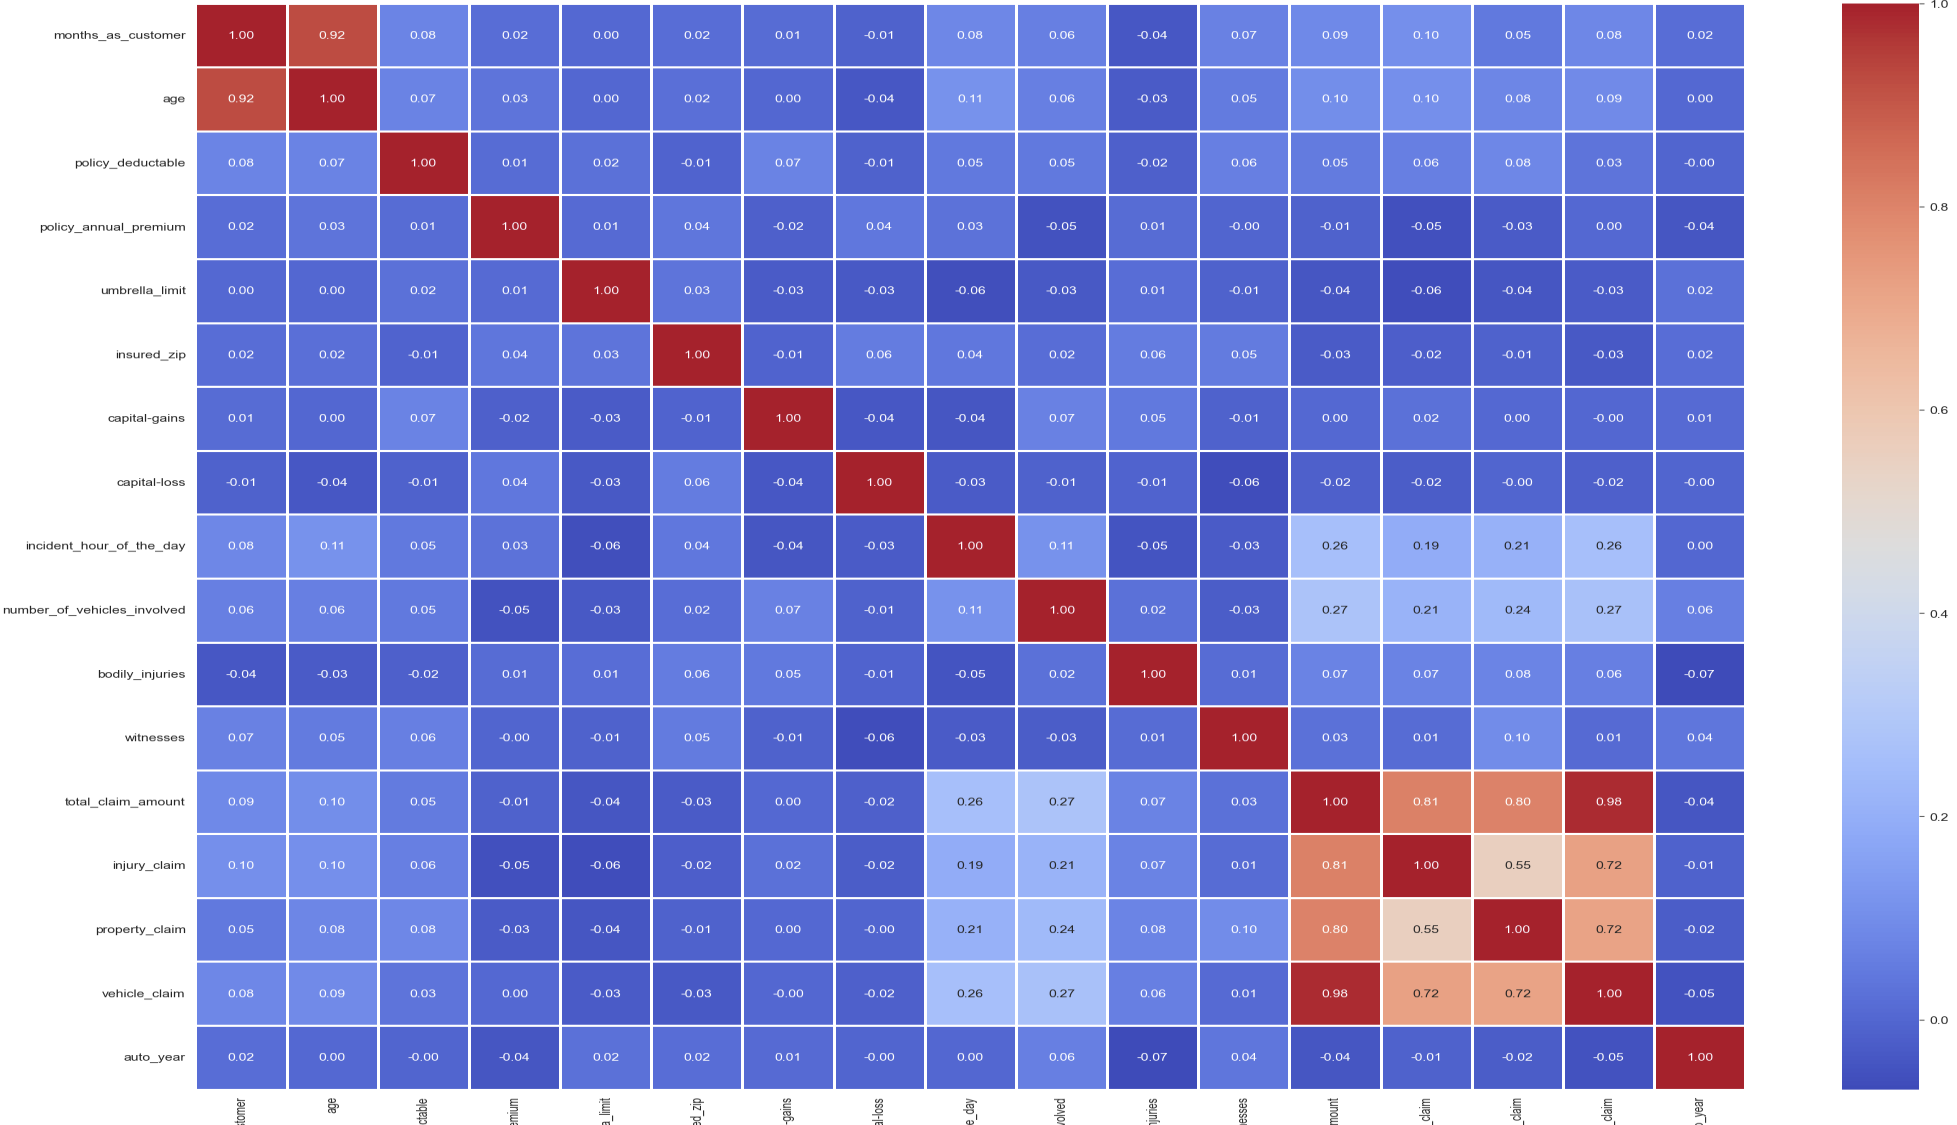 months_as_customer 1.00 0.92 0.08 0.02 0.00 0.02 0.01 -0.01 0.08 0.06 -0.04 0.07 0.09 0.10 0.05 0.08 0.02
age 0.92 1.00 0.07 0.03 0.00 0.02 0.00 -0.04 0.11 0.06 -0.03 0.05 0.10 0.10 0.08 0.09 0.00
policy_deductable 0.08 0.07 1.00 0.01 0.02 -0.01 0.07 -0.01 0.05 0.05 -0.02 0.06 0.05 0.06 0.08 0.03 -0.00
policy_annual_premium 0.02 0.03 0.01 1.00 0.01 0.04 -0.02 0.04 0.03 -0.05 0.01 -0.00 -0.01 -0.05 -0.03 0.00 -0.04
umbrella_limit 0.00 0.00 0.02 0.01 1.00 0.03 -0.03 -0.03 -0.06 -0.03 0.01 -0.01 -0.04 -0.06 -0.04 -0.03 0.02
insured_zip 0.02 0.02 -0.01 0.04 0.03 1.00 -0.01 0.06 0.04 0.02 0.06 0.05 -0.03 -0.02 -0.01 -0.03 0.02
capital-gains 0.01 0.00 0.07 -0.02 -0.03 -0.01 1.00 -0.04 -0.04 0.07 0.05 -0.01 0.00 0.02 0.00 -0.00 0.01
capital-loss -0.01 -0.04 -0.01 0.04 -0.03 0.06 -0.04 1.00 -0.03 -0.01 -0.01 -0.06 -0.02 -0.02 -0.00 -0.02 -0.00
incident_hour_of_the_day 0.08 0.11 0.05 0.03 -0.06 0.04 -0.04 -0.03 1.00 0.11 -0.05 -0.03 0.26 0.19 0.21 0.26 0.00
number_of_vehicles_involved 0.06 0.06 0.05 -0.05 -0.03 0.02 0.07 -0.01 0.11 1.00 0.02 -0.03 0.27 0.21 0.24 0.27 0.06
bodily_injuries -0.04 -0.03 -0.02 0.01 0.01 0.06 0.05 -0.01 -0.05 0.02 1.00 0.01 0.07 0.07 0.08 0.06 -0.07
witnesses 0.07 0.05 0.06 -0.00 -0.01 0.05 -0.01 -0.06 -0.03 -0.03 0.01 1.00 0.03 0.01 0.10 0.01 0.04
total_claim_amount 0.09 0.10 0.05 -0.01 -0.04 -0.03 0.00 -0.02 0.26 0.27 0.07 0.03 1.00 0.81 0.80 0.98 -0.04
injury_claim 0.10 0.10 0.06 -0.05 -0.06 -0.02 0.02 -0.02 0.19 0.21 0.07 0.01 0.81 1.00 0.55 0.72 -0.01
property_claim 0.05 0.08 0.08 -0.03 -0.04 -0.01 0.00 -0.00 0.21 0.24 0.08 0.10 0.80 0.55 1.00 0.72 -0.02
vehicle_claim 0.08 0.09 0.03 0.00 -0.03 -0.03 -0.00 -0.02 0.26 0.27 0.06 0.01 0.98 0.72 0.72 1.00 -0.05
auto_year 0.02 0.00 -0.00 -0.04 0.02 0.02 0.01 -0.00 0.00 0.06 -0.07 0.04 -0.04 -0.01 -0.02 -0.05 1.00
stomer age ctable emium a_limit ed_zip -gains al-loss e_day volved njuries esses mount _claim _claim _claim o_year
1.0
0.8
0.6
0.4
0.2
0.0